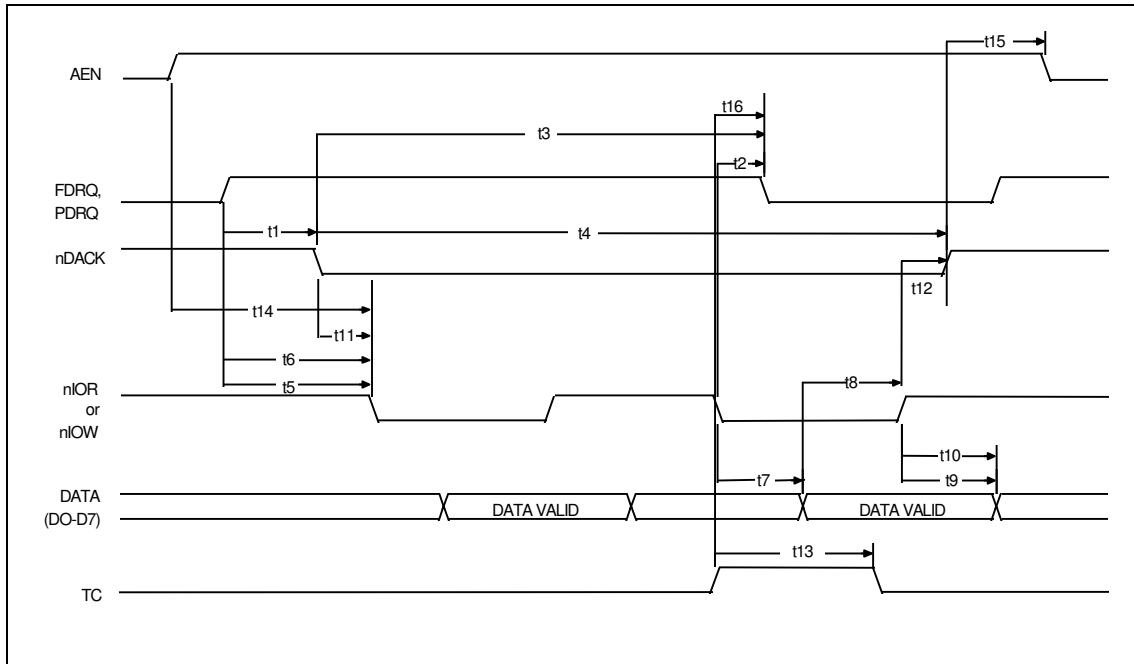 t15
AEN
t16
t3
t2
FDRQ,
PDRQ
t1
t4
nDACK
t12
t14
t11
t6
t8
t5
nIOR
or
nIOW
t10
t7
t9
DATA
(DO-D7)
DATA VALID
DATA VALID
t13
TC